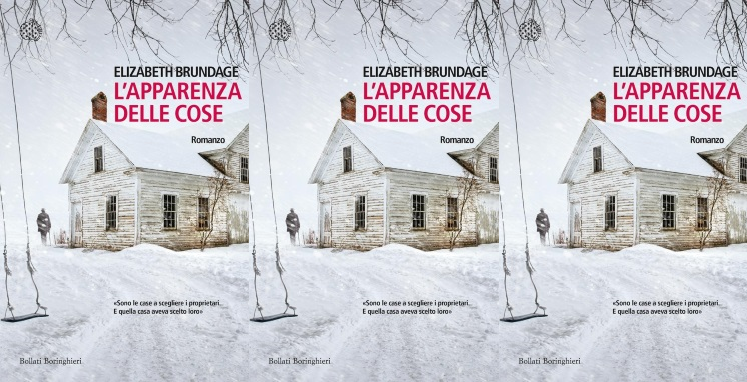 ELIZABETH BRUNDAGE
L'APPARENZA
DELLE COSE
Romanzo
«Sono le case a scegliere i proprietari.
E quella casa aveva scelto loro»
Bollati Boringhieri
ELIZABETH BRUNDAGE
L'APPARENZA
DELLE COSE
Romanzo
«Sono le case a scegliere i proprietari.
E quella casa aveva scelto loro»
Bollati Boringhieri
ELIZABETH BRUNDAGE
L'APPARENZA
DELLE COSE
Romanzo
«Sono le case a scegliere i proprietari.
E quella casa aveva scelto loro»
Bollati Boringhieri